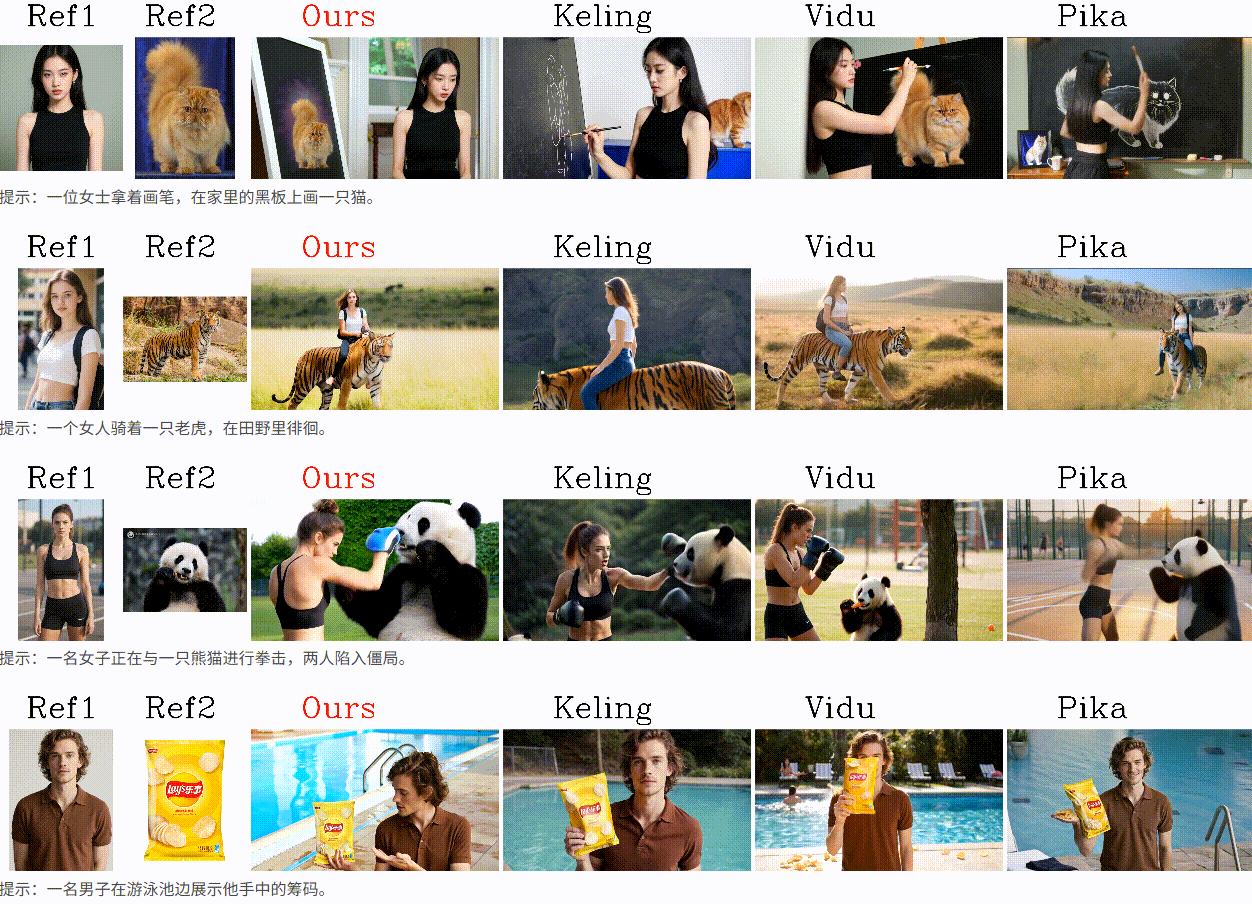 Ref1 Ref2 Ours Keling Vidu Pika
提示：一位女士拿着画笔，在家里的黑板上画一只猫。
Ref1 Ref2 Ours Keling Vidu Pika
提示：一个女人骑着一只老虎，在田野里徘徊。
Ref1 Ref2 Ours Keling Vidu Pika
提示：一名女子正在与一只熊猫进行拳击，两人陷入僵局。
Ref1 Ref2 Ours Keling Vidu Pika
Lay's乐事
提示：一名男子在游泳池边展示他手中的筹码。